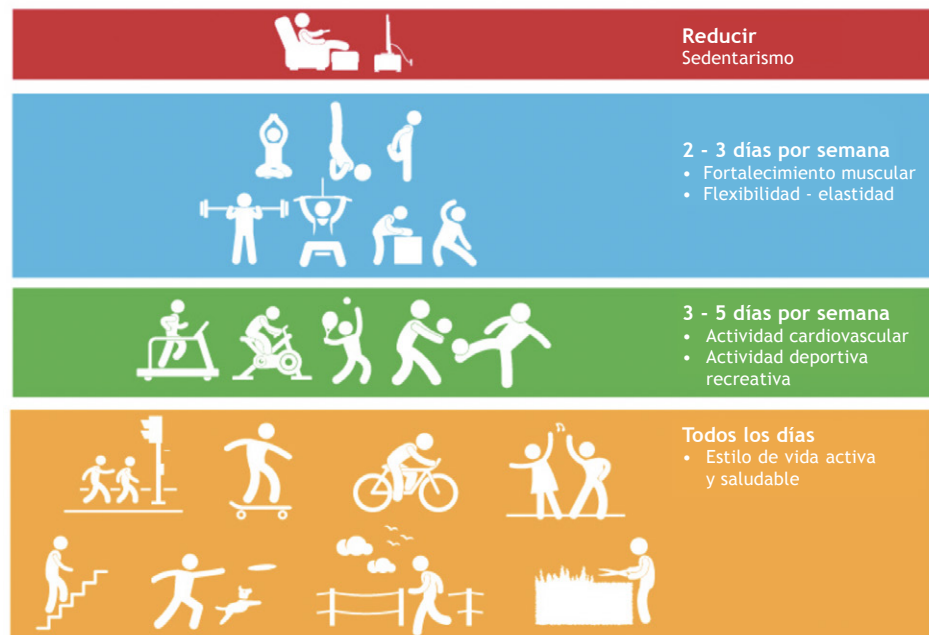 Reducir
Sedentarismo
2 - 3 días por semana
• Fortalecimiento muscular
• Flexibilidad - elastidad
3 - 5 días por semana
• Actividad cardiovascular
• Actividad deportiva
recreativa
Todos los días
• Estilo de vida activa
y saludable